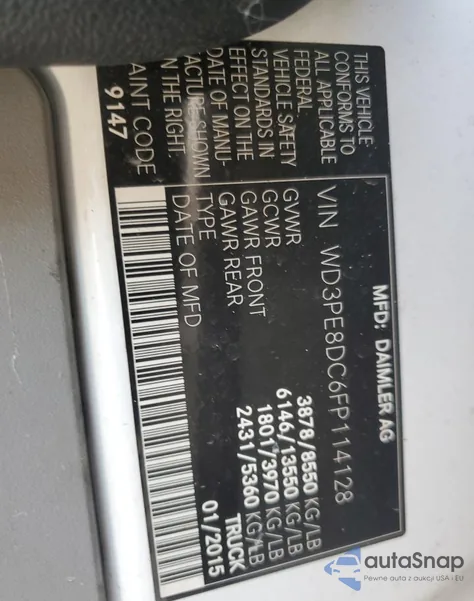 MFD: DAIMLER AG
VIN WD3PE8DC6FP114128
GVWR 3878/8550 KG/LB
GCWR 6146/13550 KG/LB
GAWR FRONT 1801/3970 KG/LB
GAWR REAR 2431/5360 KG/LB
TYPE TRUCK
DATE OF MFD 01/2015
THIS VEHICLE
CONFORMS TO
ALL APPLICABLE
FEDERAL
VEHICLE SAFETY
STANDARDS IN
EFFECT ON THE
DATE OF MANU-
FACTURE SHOWN
ON THE RIGHT.
PAINT CODE
9147
autoSnap
Pewne auta z aukcji USA i EU